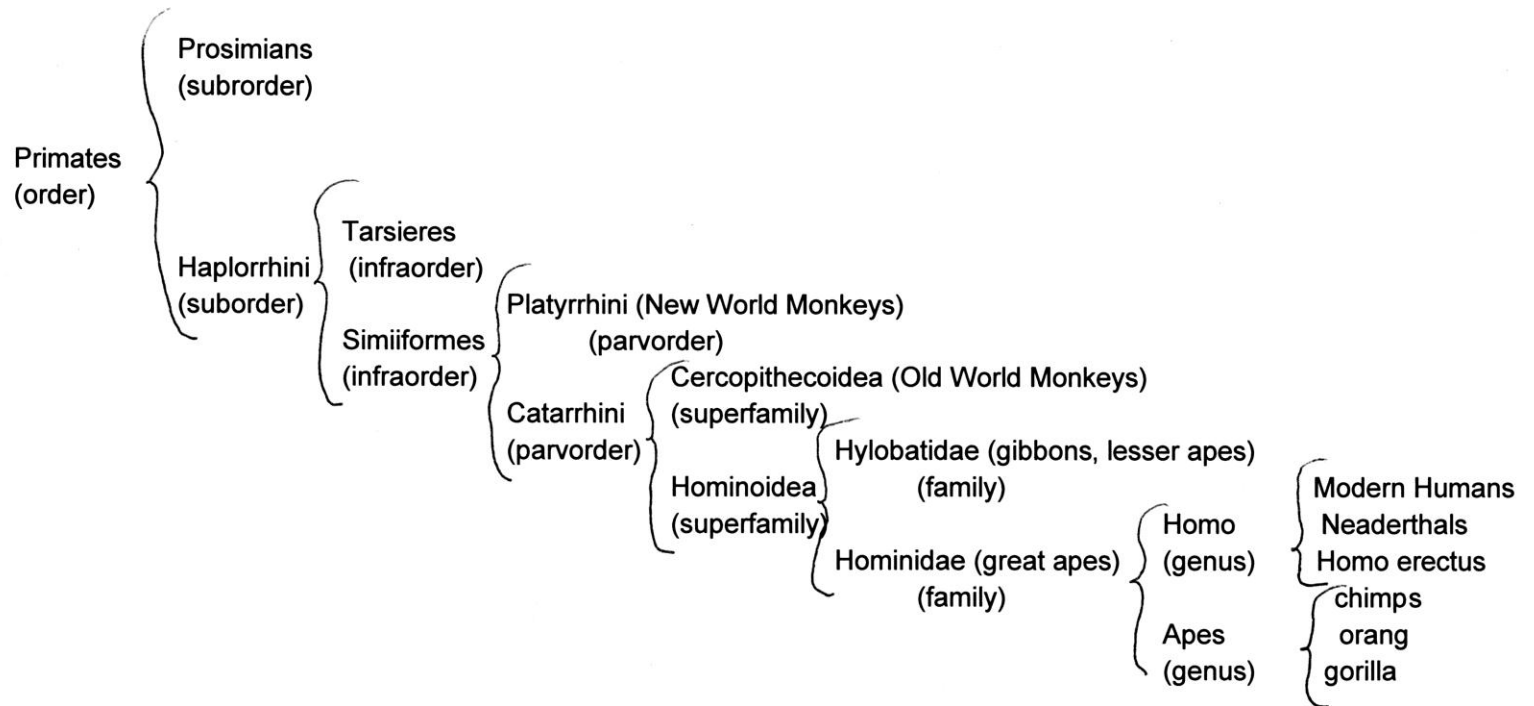 Prosimians
(subrorder)
Primates
(order)
Haplorrhini
(suborder)
Tarsieres
(infraorder)
Simiiformes
(infraorder)
Platyrrhini (New World Monkeys)
(parvorder)
Catarrhini
(parvorder)
Cercopithecoidea (Old World Monkeys)
(superfamily)
Hominoidea
(superfamily)
Hylobatidae (gibbons, lesser apes)
(family)
Hominidae (great apes)
(family)
Homo
(genus)
Modern Humans
Neaderthals
Homo erectus
Apes
(genus)
chimps
orang
gorilla